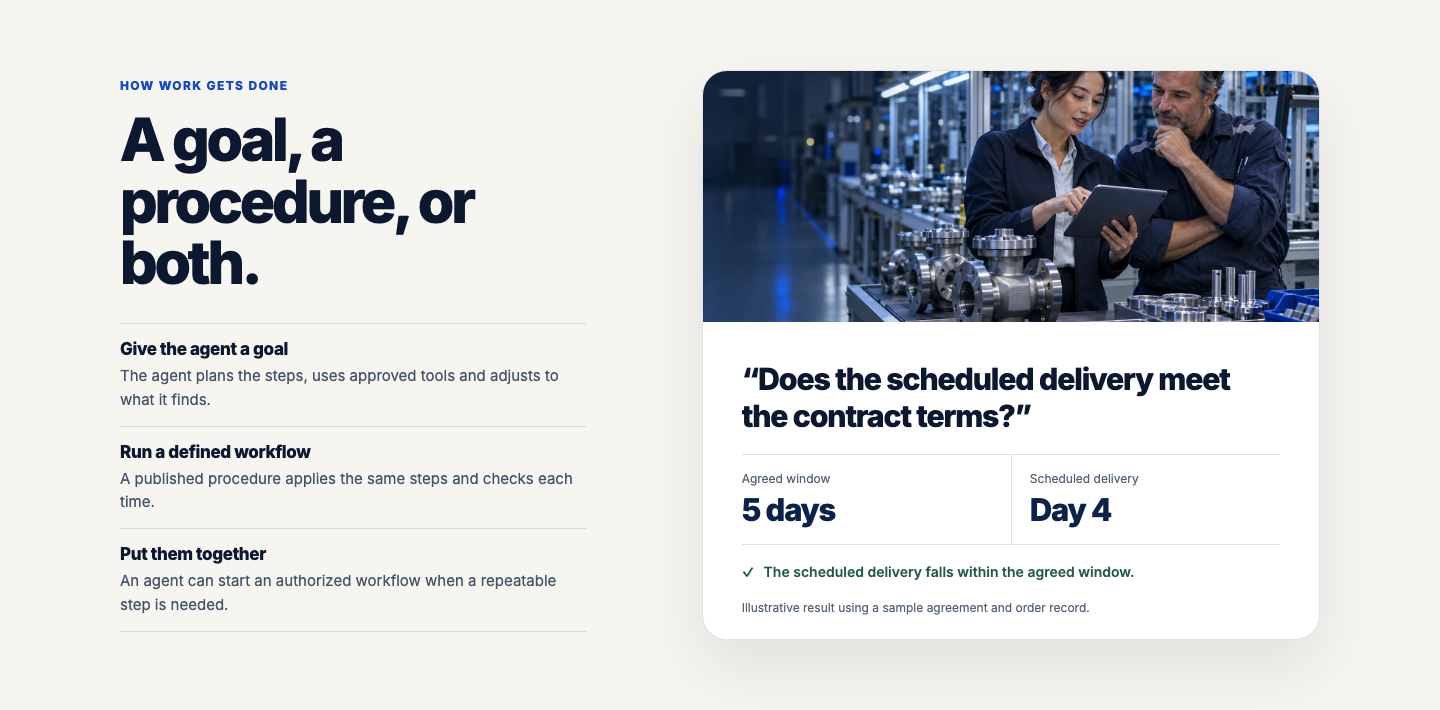 HOW WORK GETS DONE
A goal, a
procedure, or
both.
Give the agent a goal
The agent plans the steps, uses approved tools and adjusts to
what it finds.
Run a defined workflow
A published procedure applies the same steps and checks each
time.
Put them together
An agent can start an authorized workflow when a repeatable
step is needed.
“Does the scheduled delivery meet
the contract terms?”
Agreed window
5 days
Scheduled delivery
Day 4
✓ The scheduled delivery falls within the agreed window.
Illustrative result using a sample agreement and order record.